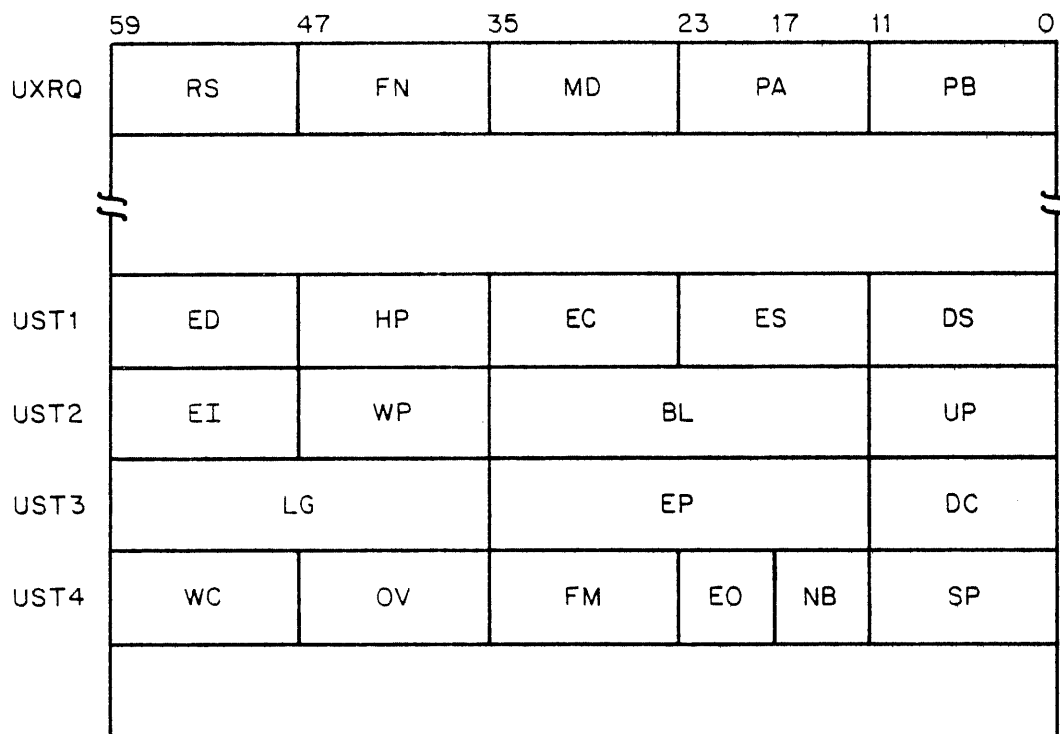 59 47 35 23 17 11 0
UXRQ RS FN MD PA PB
UST1 ED HP EC ES DS
UST2 EI WP BL UP
UST3 LG EP DC
UST4 WC OV FM EO NB SP